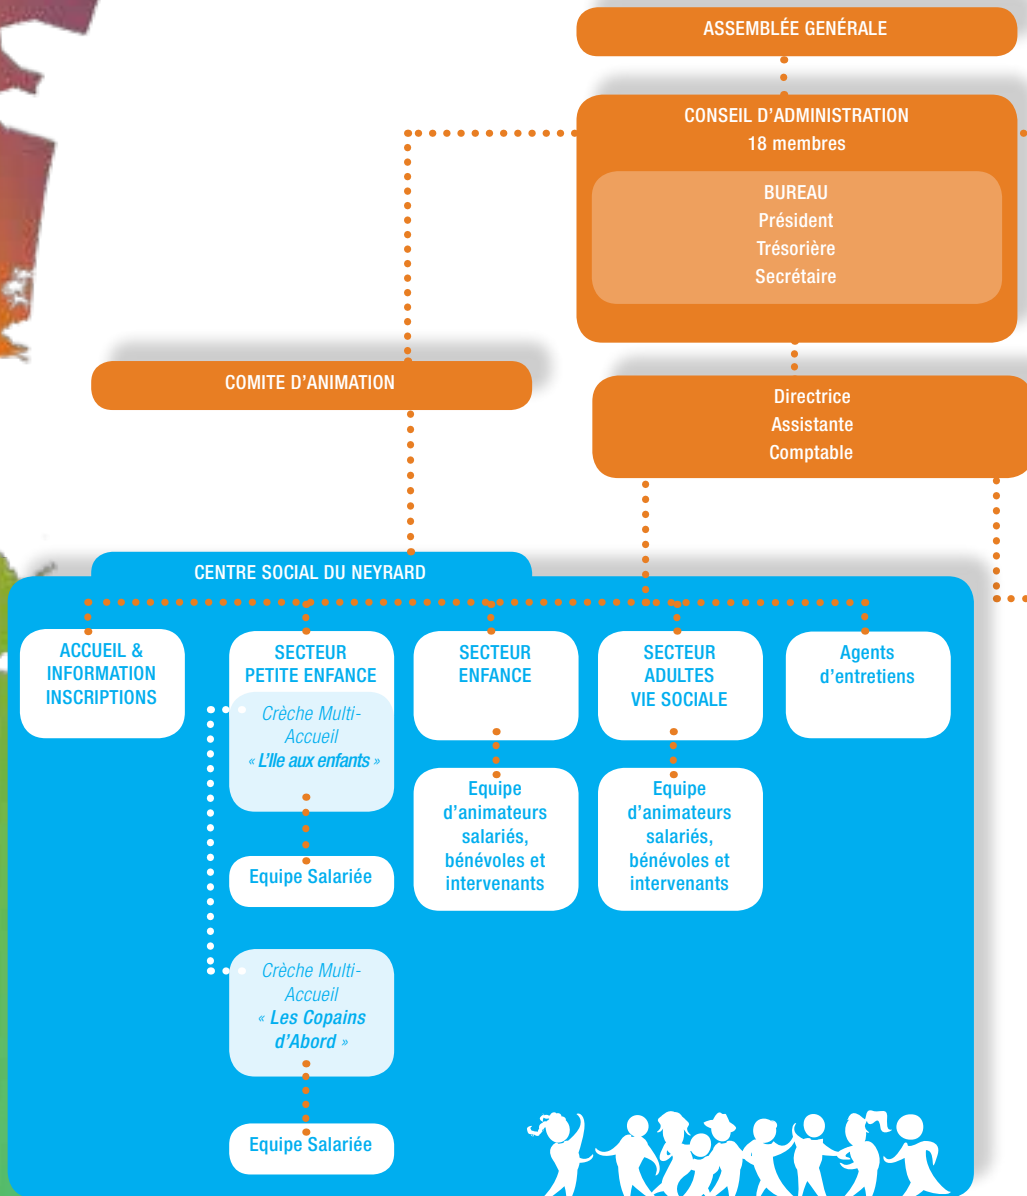 ASSEMBLÉE GENÉRALE
CONSEIL D'ADMINISTRATION
18 membres
BUREAU
Président
Trésorière
Secrétaire
COMITE D'ANIMATION
Directrice
Assistante
Comptable
CENTRE SOCIAL DU NEYRARD
ACCUEIL &
INFORMATION
INSCRIPTIONS
SECTEUR
PETITE ENFANCE
Crèche Multi-
Accueil
« L'Ile aux enfants »
Equipe Salariée
Crèche Multi-
Accueil
« Les Copains
d'Abord »
Equipe Salariée
SECTEUR
ENFANCE
Equipe
d'animateurs
salariés,
bénévoles et
intervenants
SECTEUR
ADULTES
VIE SOCIALE
Equipe
d'animateurs
salariés,
bénévoles et
intervenants
Agents
d'entretiens